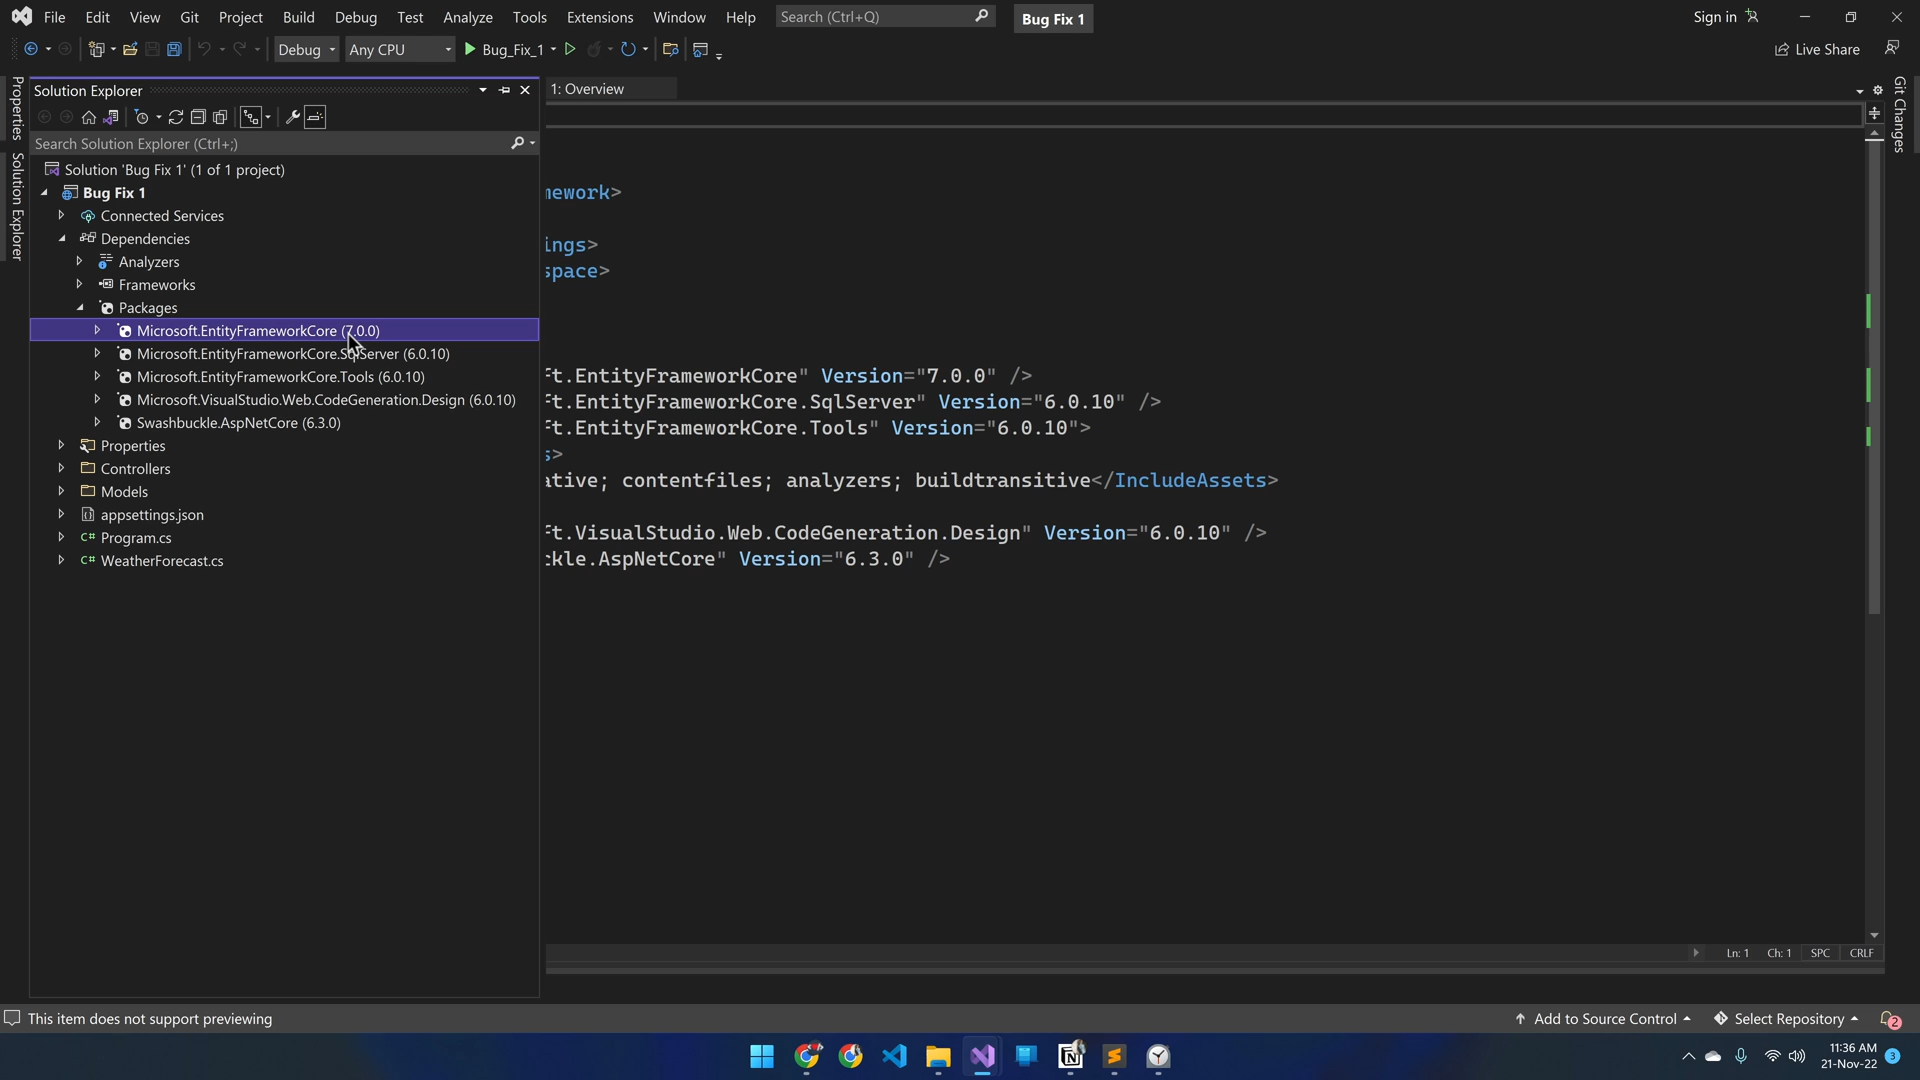 File Edit View Git Project Build Debug Test Analyze Tools Extensions Window Help Search (Ctrl+Q) Bug Fix 1 Sign in
Debug Any CPU Bug_Fix_1 Live Share
Solution Explorer
1: Overview
Properties
Solution Explorer
Git Changes
Search Solution Explorer (Ctrl+;)
Solution 'Bug Fix 1' (1 of 1 project)
Bug Fix 1
Connected Services
Dependencies
Analyzers
Frameworks
Packages
Microsoft.EntityFrameworkCore (7.0.0)
Microsoft.EntityFrameworkCore.SqlServer (6.0.10)
Microsoft.EntityFrameworkCore.Tools (6.0.10)
Microsoft.VisualStudio.Web.CodeGeneration.Design (6.0.10)
Swashbuckle.AspNetCore (6.3.0)
Properties
Controllers
Models
appsettings.json
C# Program.cs
C# WeatherForecast.cs
mework>
ings>
space>
ft.EntityFrameworkCore" Version="7.0.0" />
ft.EntityFrameworkCore.SqlServer" Version="6.0.10" />
ft.EntityFrameworkCore.Tools" Version="6.0.10">
s>
ative; contentfiles; analyzers; buildtransitive</IncludeAssets>
ft.VisualStudio.Web.CodeGeneration.Design" Version="6.0.10" />
ckle.AspNetCore" Version="6.3.0" />
Ln: 1 Ch: 1 SPC CRLF
This item does not support previewing
Add to Source Control Select Repository 2
11:36 AM
21-Nov-22 3